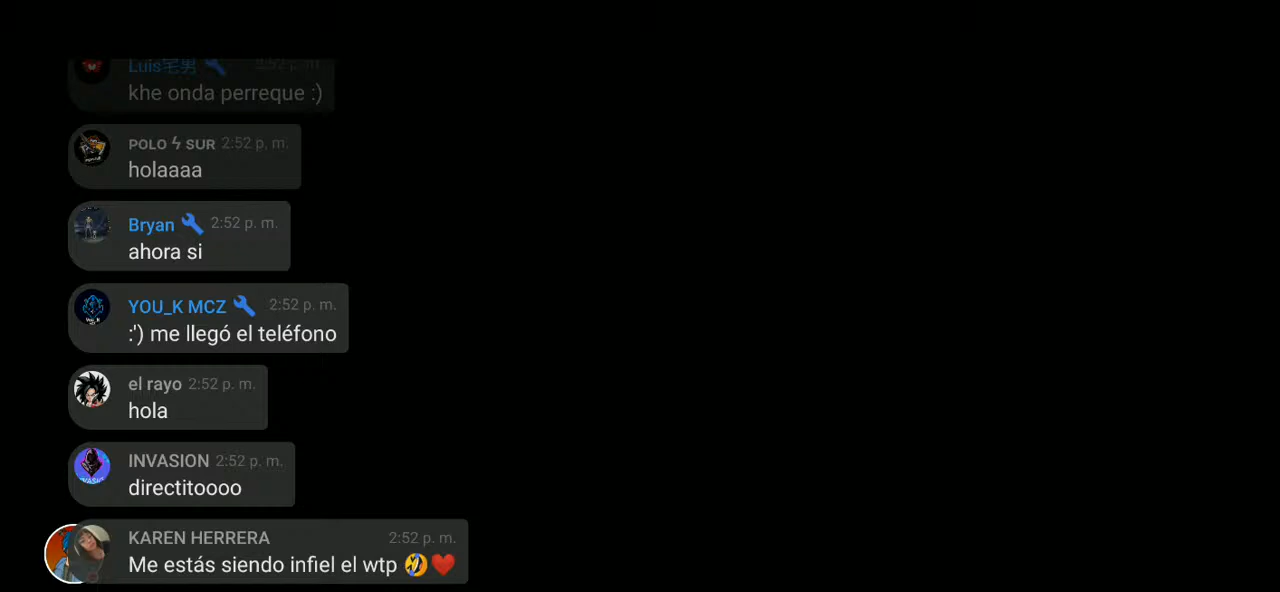 Luis宅男 2:52 p. m.
khe onda perreque :)
POLO ϟ SUR 2:52 p. m.
holaaaa
Bryan 2:52 p. m.
ahora si
YOU_K MCZ 2:52 p. m.
:') me llegó el teléfono
el rayo 2:52 p. m.
hola
INVASION 2:52 p. m.
directitoooo
KAREN HERRERA 2:52 p. m.
Me estás siendo infiel el wtp 🤣❤️